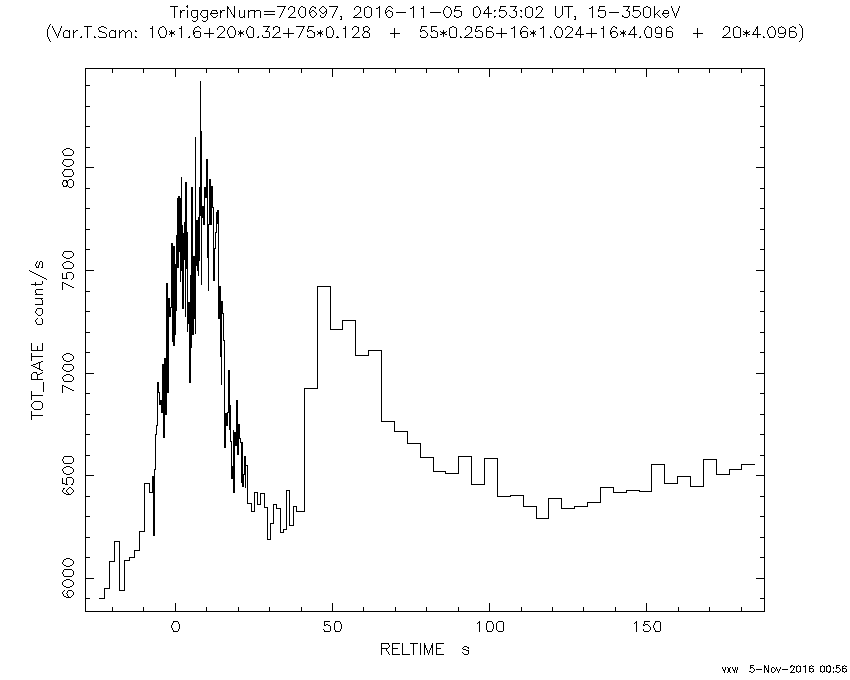 TriggerNum=720697, 2016-11-05 04:53:02 UT, 15-350keV
(Var.T.Sam: 10*1.6+20*0.32+75*0.128 + 55*0.256+16*1.024+16*4.096 + 20*4.096)
8000
7500
7000
6500
6000
TOT_RATE count/s
0 50 100 150
RELTIME s
vxw 5-Nov-2016 00:56